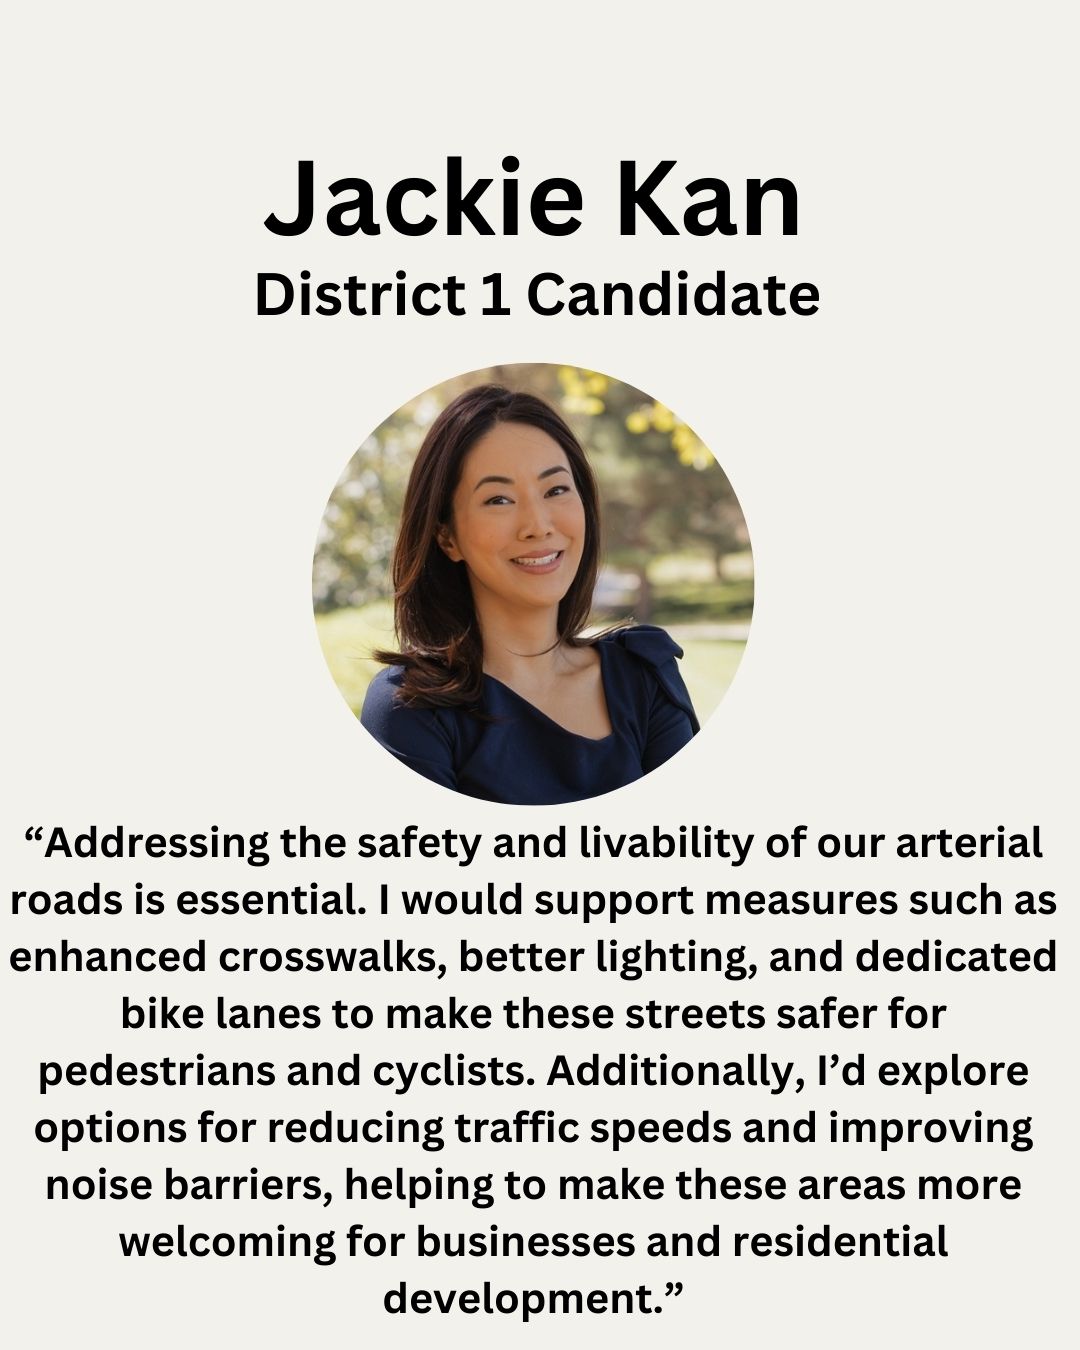 Jackie Kan
District 1 Candidate
“Addressing the safety and livability of our arterial
roads is essential. I would support measures such as
enhanced crosswalks, better lighting, and dedicated
bike lanes to make these streets safer for
pedestrians and cyclists. Additionally, I’d explore
options for reducing traffic speeds and improving
noise barriers, helping to make these areas more
welcoming for businesses and residential
development.”